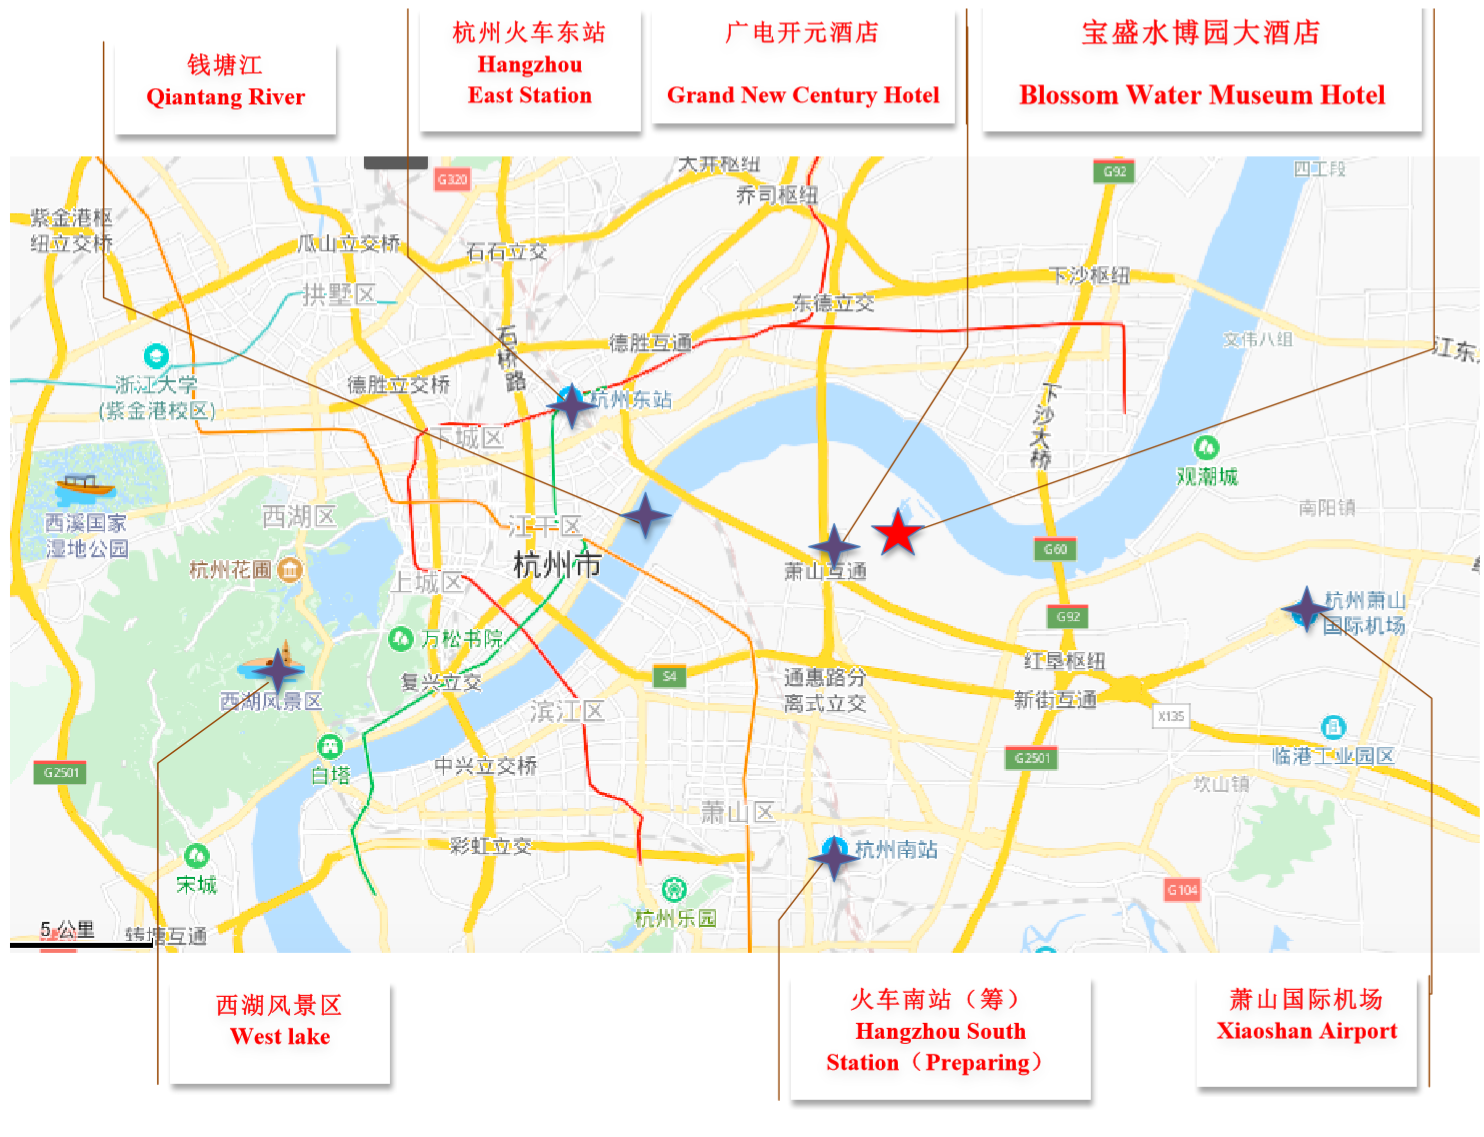 钱塘江
Qiantang River
杭州火车东站
Hangzhou
East Station
广电开元酒店
Grand New Century Hotel
宝盛水博园大酒店
Blossom Water Museum Hotel
大井枢纽
G320
乔司枢纽
G92
四工段
紫金港枢
纽立交桥
瓜山立交桥
石石立交
下沙枢纽
拱墅区
东德立交
石桥路
德胜互通
文伟八组
江东
浙江大学
(紫金港校区)
德胜立交桥
杭州东站
下沙大桥
下城区
观潮城
西溪国家
湿地公园
西湖区
江干区
南阳镇
杭州市
G60
杭州花圃
上城区
萧山互通
杭州萧山
国际机场
G92
万松书院
红垦枢纽
西湖风景区
复兴立交
S4
通惠路分
离式立交
新街互通
滨江区
X135
白塔
中兴立交桥
G2501
G2501
临港工业园区
萧山区
坎山镇
彩虹立交
杭州南站
宋城
杭州乐园
G104
5 公里
转塘互通
西湖风景区
West lake
火车南站（筹）
Hangzhou South
Station（Preparing）
萧山国际机场
Xiaoshan Airport